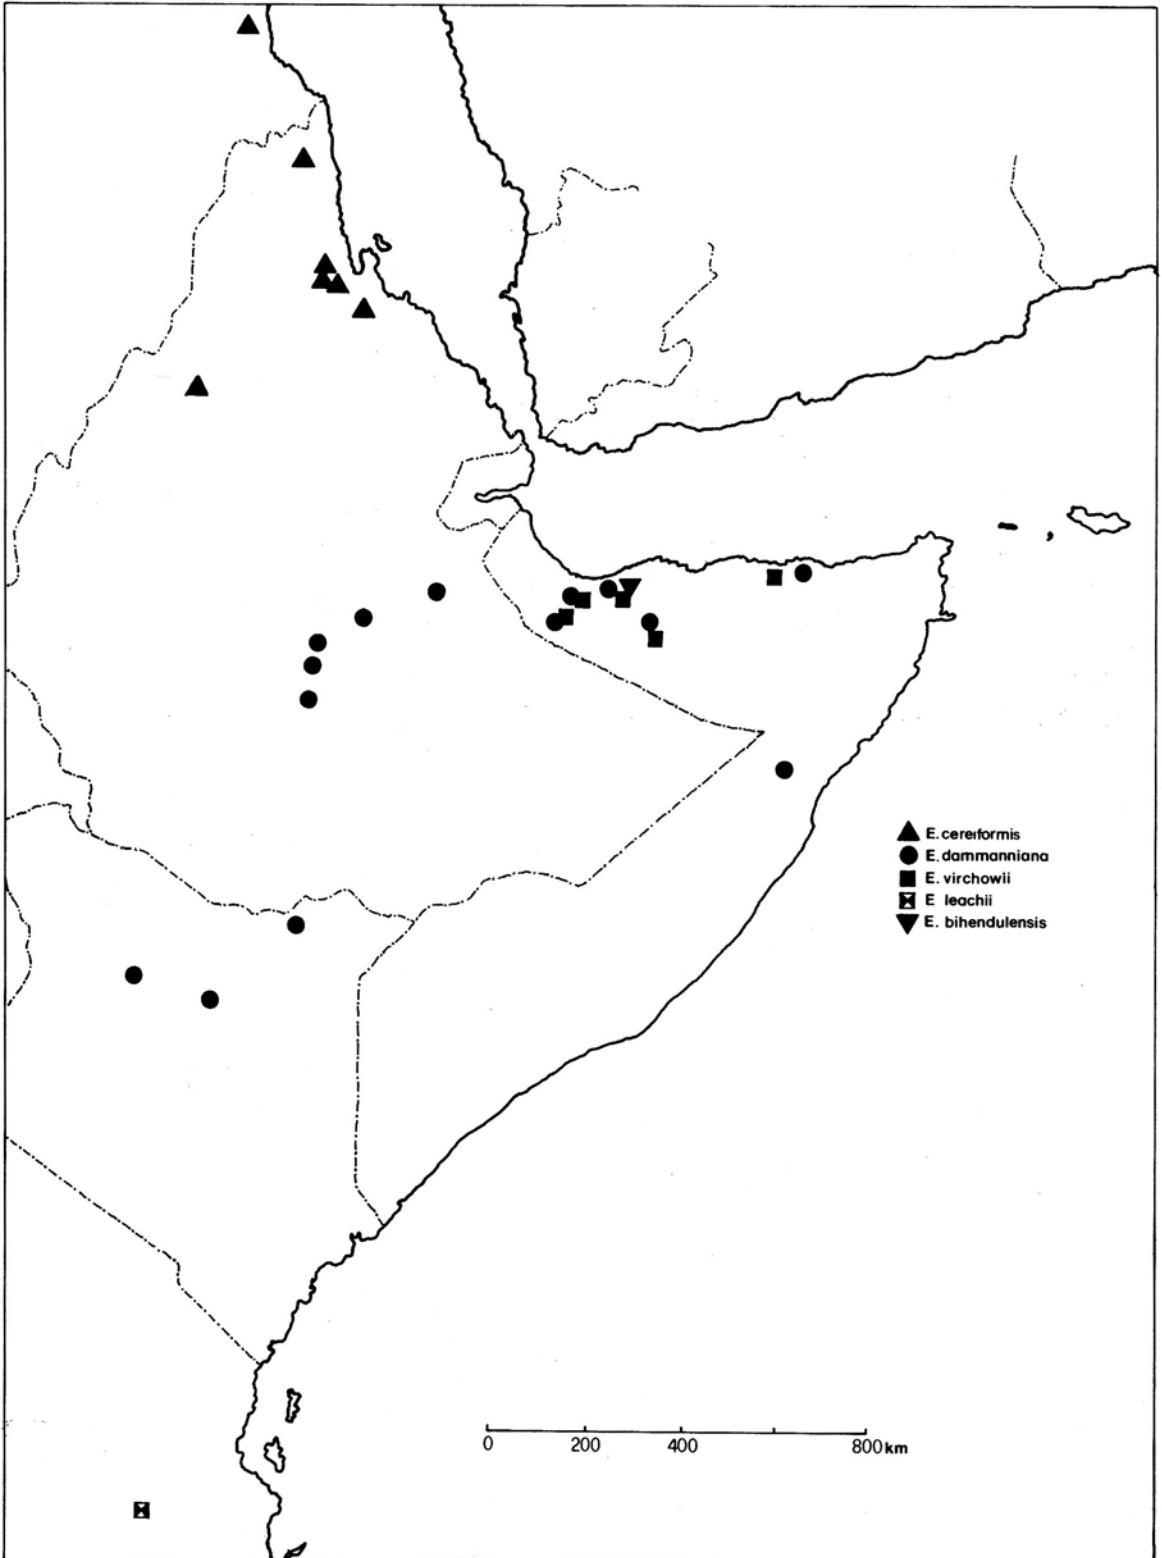 E. cereiformis
E. dammanniana
E. virchowii
E leachii
E. bihendulensis
0 200 400 800 km